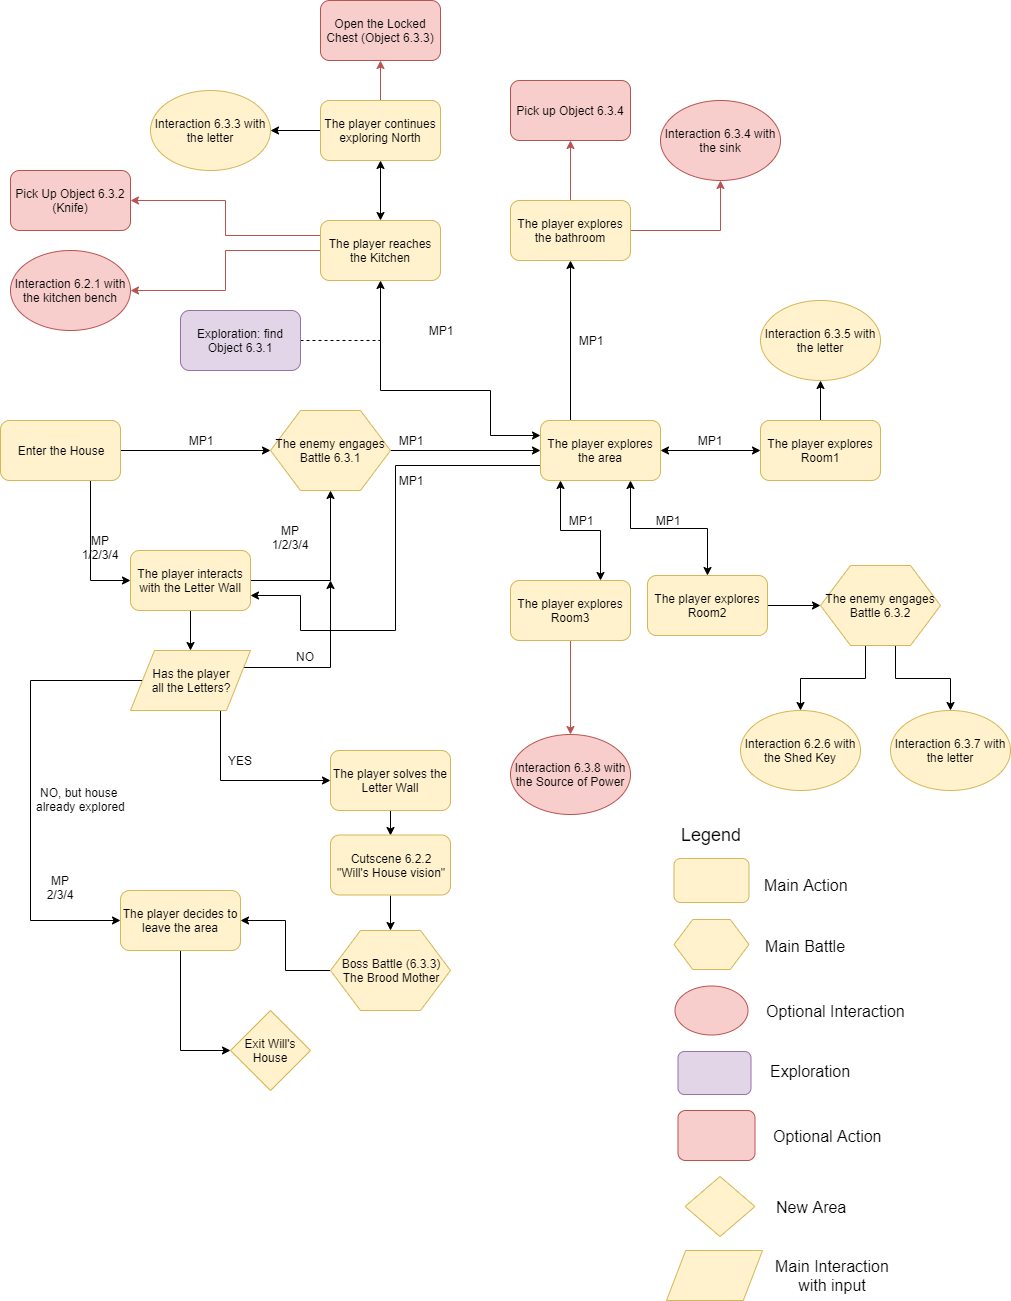 Open the Locked
Chest (Object 6.3.3)
The player continues
exploring North
Interaction 6.3.3 with
the letter
Pick up Object 6.3.4
Interaction 6.3.4 with
the sink
Pick Up Object 6.3.2
(Knife)
The player reaches
the Kitchen
The player explores
the bathroom
Interaction 6.2.1 with
the kitchen bench
Exploration: find
Object 6.3.1
MP1
MP1
Interaction 6.3.5 with
the letter
Enter the House
MP1
The enemy engages
Battle 6.3.1
MP1
The player explores
the area
MP1
The player explores
Room1
MP1
MP
1/2/3/4
MP
1/2/3/4
MP1
MP1
The player interacts
with the Letter Wall
The player explores
Room3
The player explores
Room2
The enemy engages
Battle 6.3.2
NO
Has the player
all the Letters?
Interaction 6.2.6 with
the Shed Key
Interaction 6.3.7 with
the letter
YES
The player solves the
Letter Wall
Interaction 6.3.8 with
the Source of Power
NO, but house
already explored
Cutscene 6.2.2
"Will's House vision"
MP
2/3/4
The player decides to
leave the area
Boss Battle (6.3.3)
The Brood Mother
Exit Will's
House
Legend
Main Action
Main Battle
Optional Interaction
Exploration
Optional Action
New Area
Main Interaction
with input